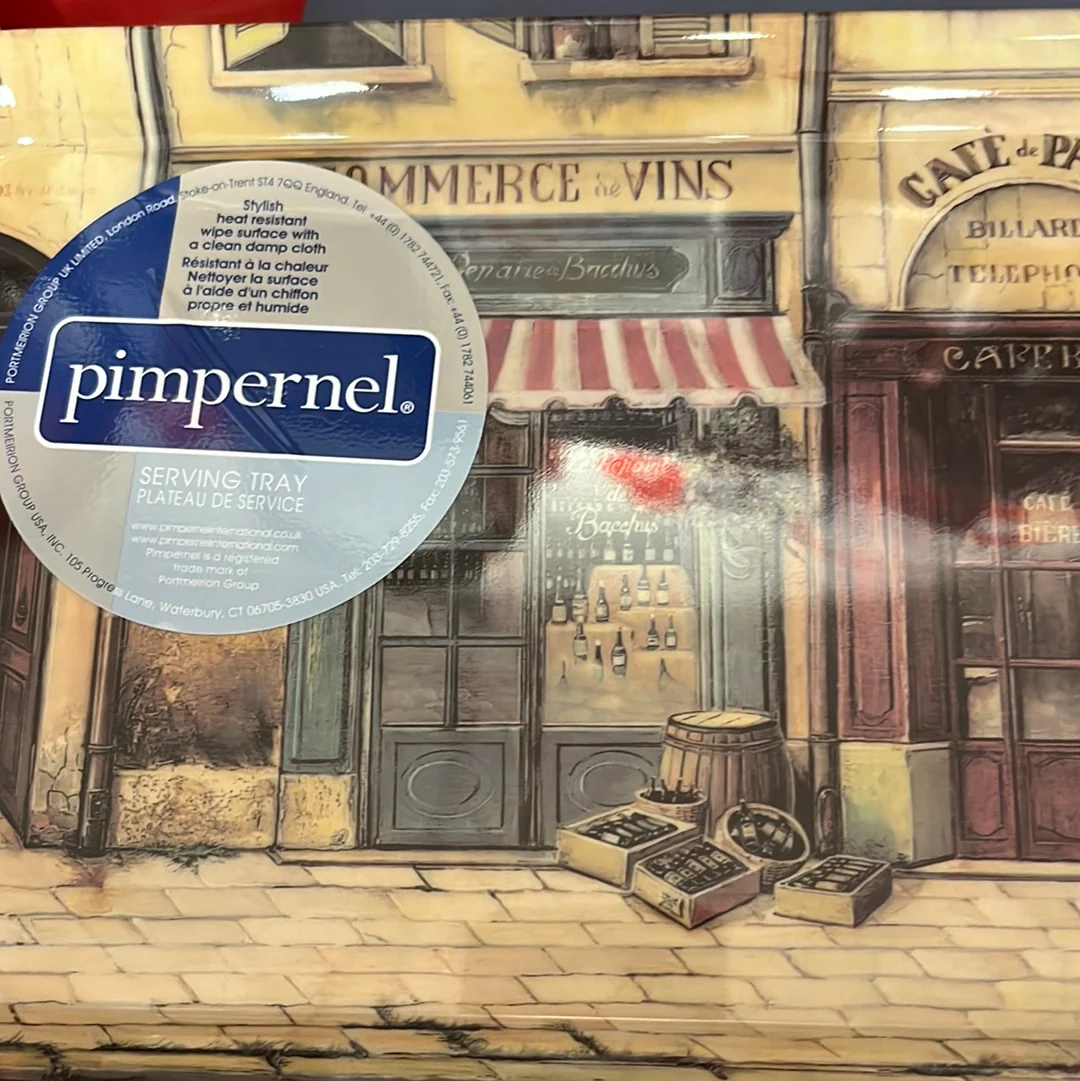 PORTMEIRION GROUP UK LIMITED, London Road, Stoke-on-Trent ST4 7QQ England. Tel: +44 (0) 1782 744721, Fax: +44 (0) 1782 744061
Stylish
heat resistant
wipe surface with
a clean damp cloth
Résistant à la chaleur
Nettoyer la surface
à l'aide d'un chiffon
propre et humide
pimpernel®
SERVING TRAY
PLATEAU DE SERVICE
www.pimpernelinternational.co.uk
www.pimpernelinternational.com
Pimpernel is a registered
trade mark of
Portmeirion Group
PORTMEIRION GROUP USA, INC. 105 Progress Lane, Waterbury, CT 06705-3830 USA. Tel: 203-729-8255, Fax: 203-573-9561
OMMERCE de VINS
Bacchus
de
Bacchus
CAFÈ de PA
BILLARD
TELEPHO
CAFÉ
BIÈRE